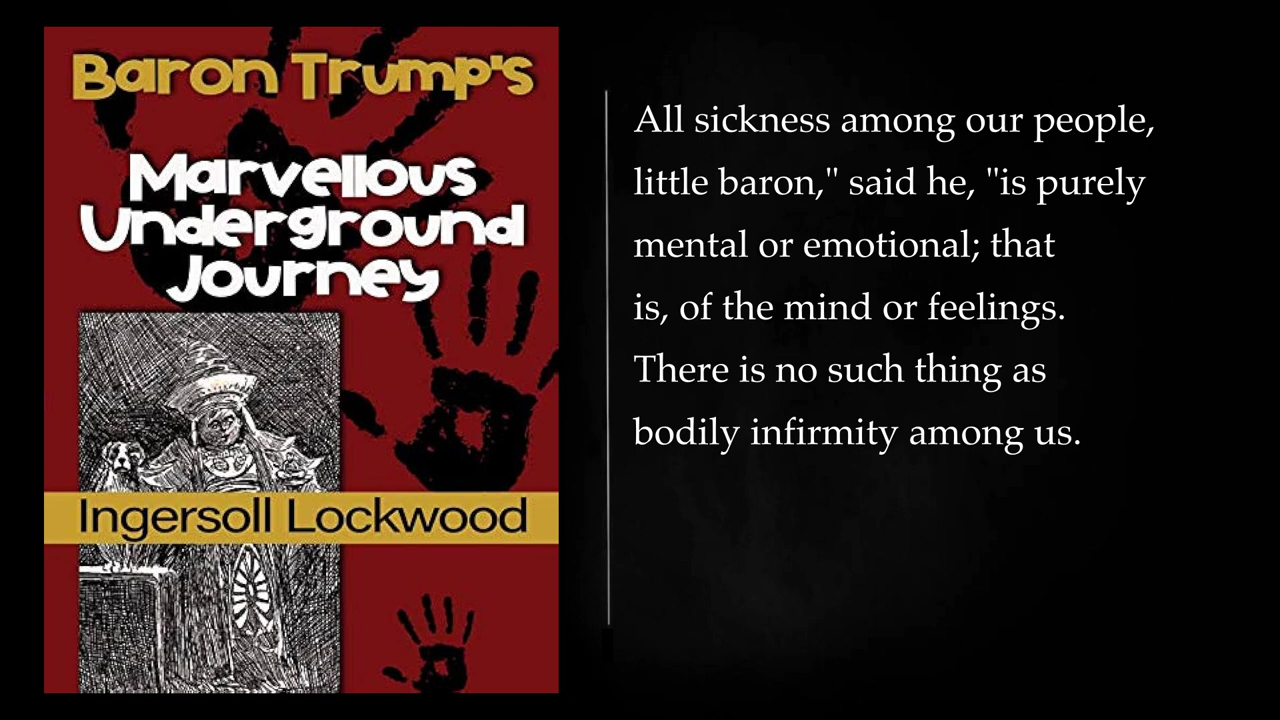 Baron Trump's
Marvellous
Underground
Journey
Ingersoll Lockwood
All sickness among our people,
little baron," said he, "is purely
mental or emotional; that
is, of the mind or feelings.
There is no such thing as
bodily infirmity among us.